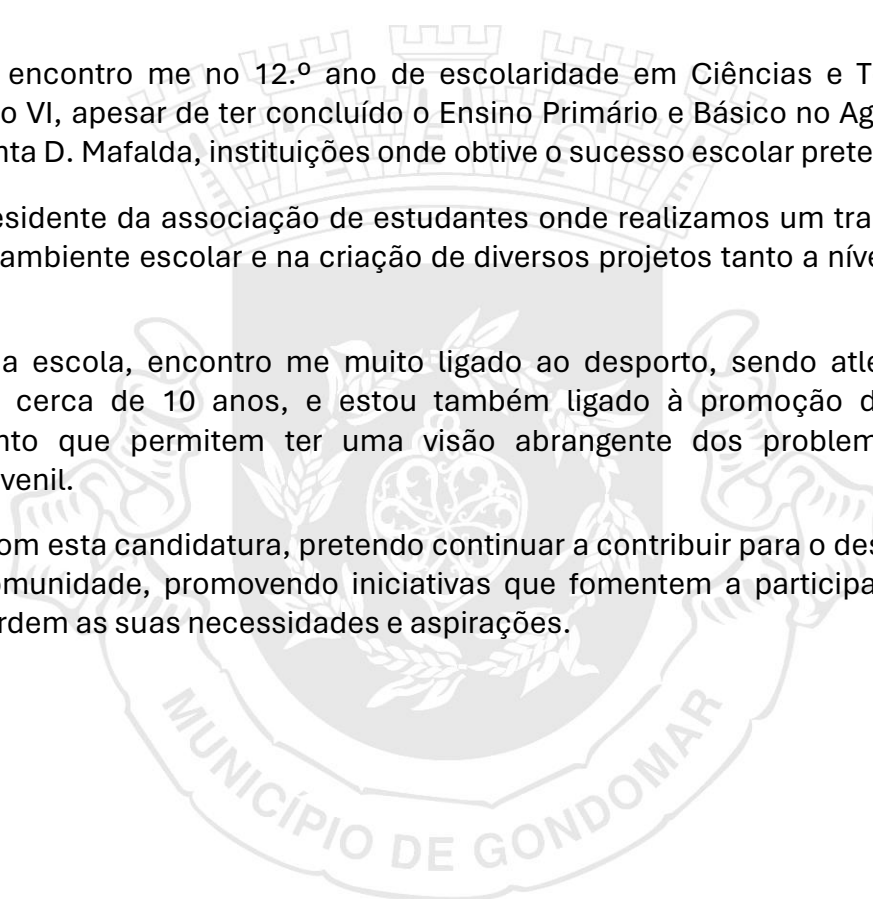 encontro me no 12.º ano de escolaridade em Ciências e T
o VI, apesar de ter concluído o Ensino Primário e Básico no Ag
nta D. Mafalda, instituições onde obtive o sucesso escolar prete
esidente da associação de estudantes onde realizamos um tra
ambiente escolar e na criação de diversos projetos tanto a níve
a escola, encontro me muito ligado ao desporto, sendo atle
cerca de 10 anos, e estou também ligado à promoção d
nto que permitem ter uma visão abrangente dos problem
venil.
om esta candidatura, pretendo continuar a contribuir para o des
omunidade, promovendo iniciativas que fomentem a participa
rdem as suas necessidades e aspirações.
MUNICÍPIO DE GONDOMAR